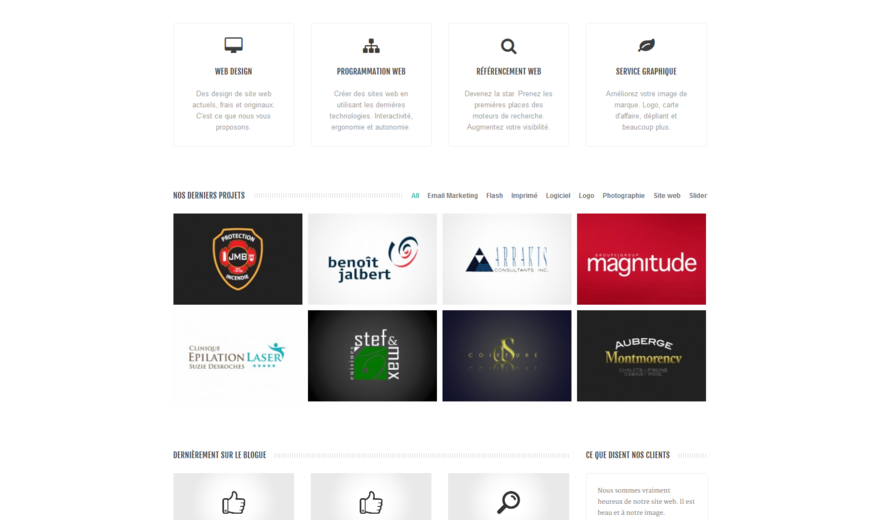 WEB DESIGN
Des design de site web
actuels, frais et originaux.
C'est ce que nous vous
proposons.
PROGRAMMATION WEB
Créer des sites web en
utilisant les dernières
technologies. Interactivité,
ergonomie et autonomie.
RÉFÉRENCEMENT WEB
Devenez la star. Prenez les
premières places des
moteurs de recherche.
Augmentez votre visibilité.
SERVICE GRAPHIQUE
Améliorez votre image de
marque. Logo, carte
d'affaire, dépliant et
beaucoup plus.
NOS DERNIERS PROJETS
All Email Marketing Flash Imprimé Logiciel Logo Photographie Site web Slider
PROTECTION
JMB
INCENDIE
benoît
jalbert
ARRAKIS
CONSULTANTS INC.
GROUPE|GROUP
magnitude
CLINIQUE
EPILATION LASER
SUZIE DESROCHES
cuisines
stef&
max
COIFFURE
AUBERGE
Montmorency
CHALETS • PISCINE
DERNIÈREMENT SUR LE BLOGUE
CE QUE DISENT NOS CLIENTS
Nous sommes vraiment
heureux de notre site web. Il est
beau et à notre image.